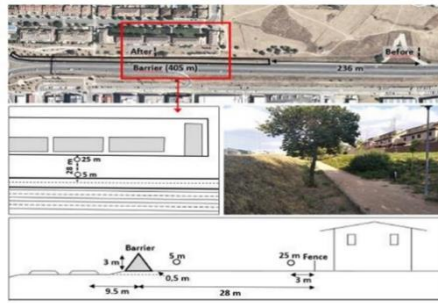 After
Before
Barrier (405 m)
236 m
A
25 m
28 m
5 m
Barrier
3 m
5 m
25 m
Fence
0,5 m
3 m
9.5 m
28 m